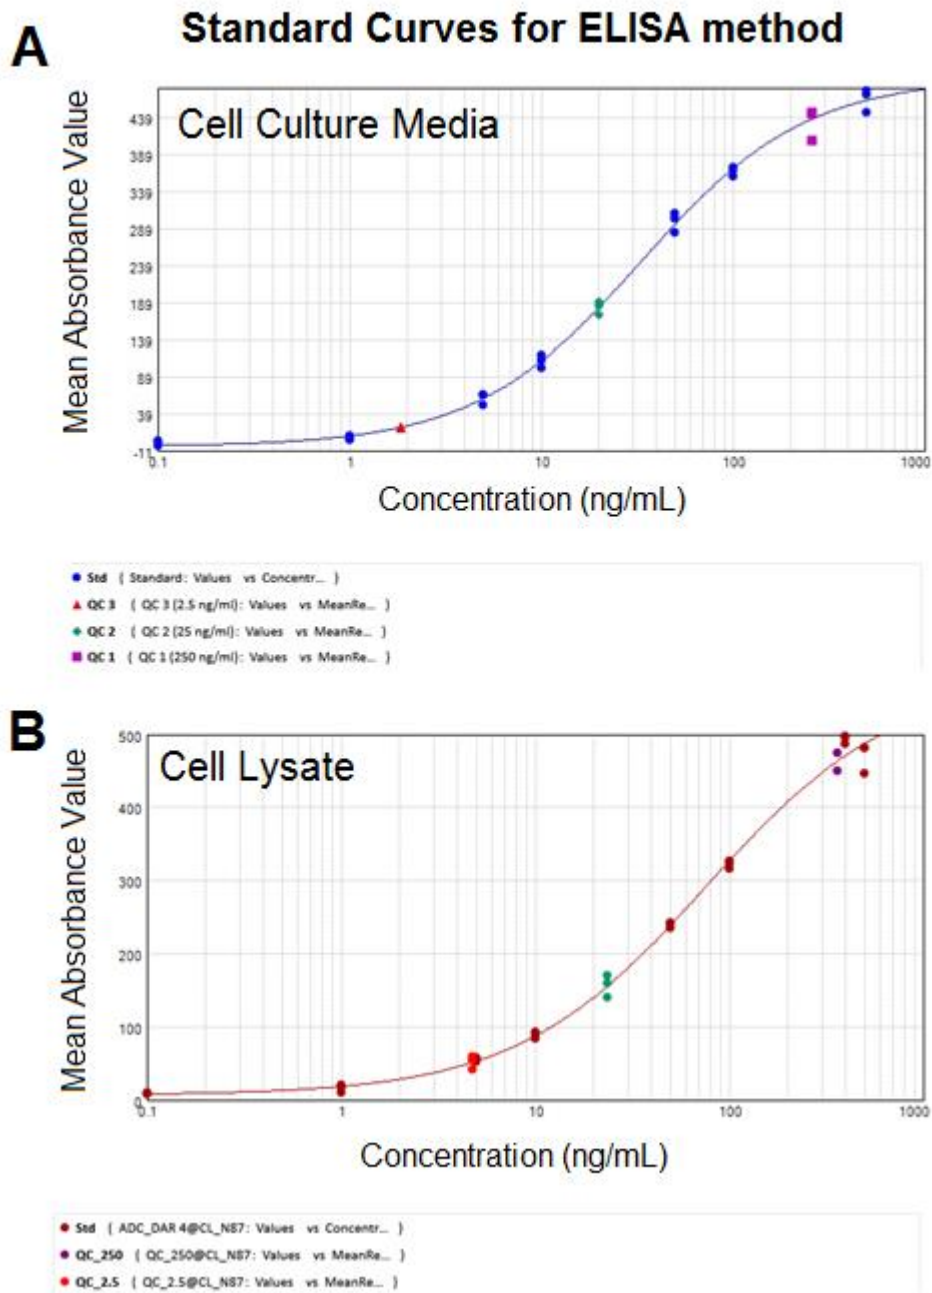 Standard Curves for ELISA method
A
Mean Absorbance Value
Cell Culture Media
439
389
339
289
239
189
139
89
39
-11
0.1 1 10 100 1000
Concentration (ng/mL)
Std ( Standard: Values vs Concentr... )
QC 3 ( QC 3 (2.5 ng/ml): Values vs MeanRe... )
QC 2 ( QC 2 (25 ng/ml): Values vs MeanRe... )
QC 1 ( QC 1 (250 ng/ml): Values vs MeanRe... )
B
Mean Absorbance Value
Cell Lysate
500
400
300
200
100
0
0.1 1 10 100 1000
Concentration (ng/mL)
Std ( ADC_DAR 4@CL_N87: Values vs Concentr... )
QC_250 ( QC_250@CL_N87: Values vs MeanRe... )
QC_2.5 ( QC_2.5@CL_N87: Values vs MeanRe... )